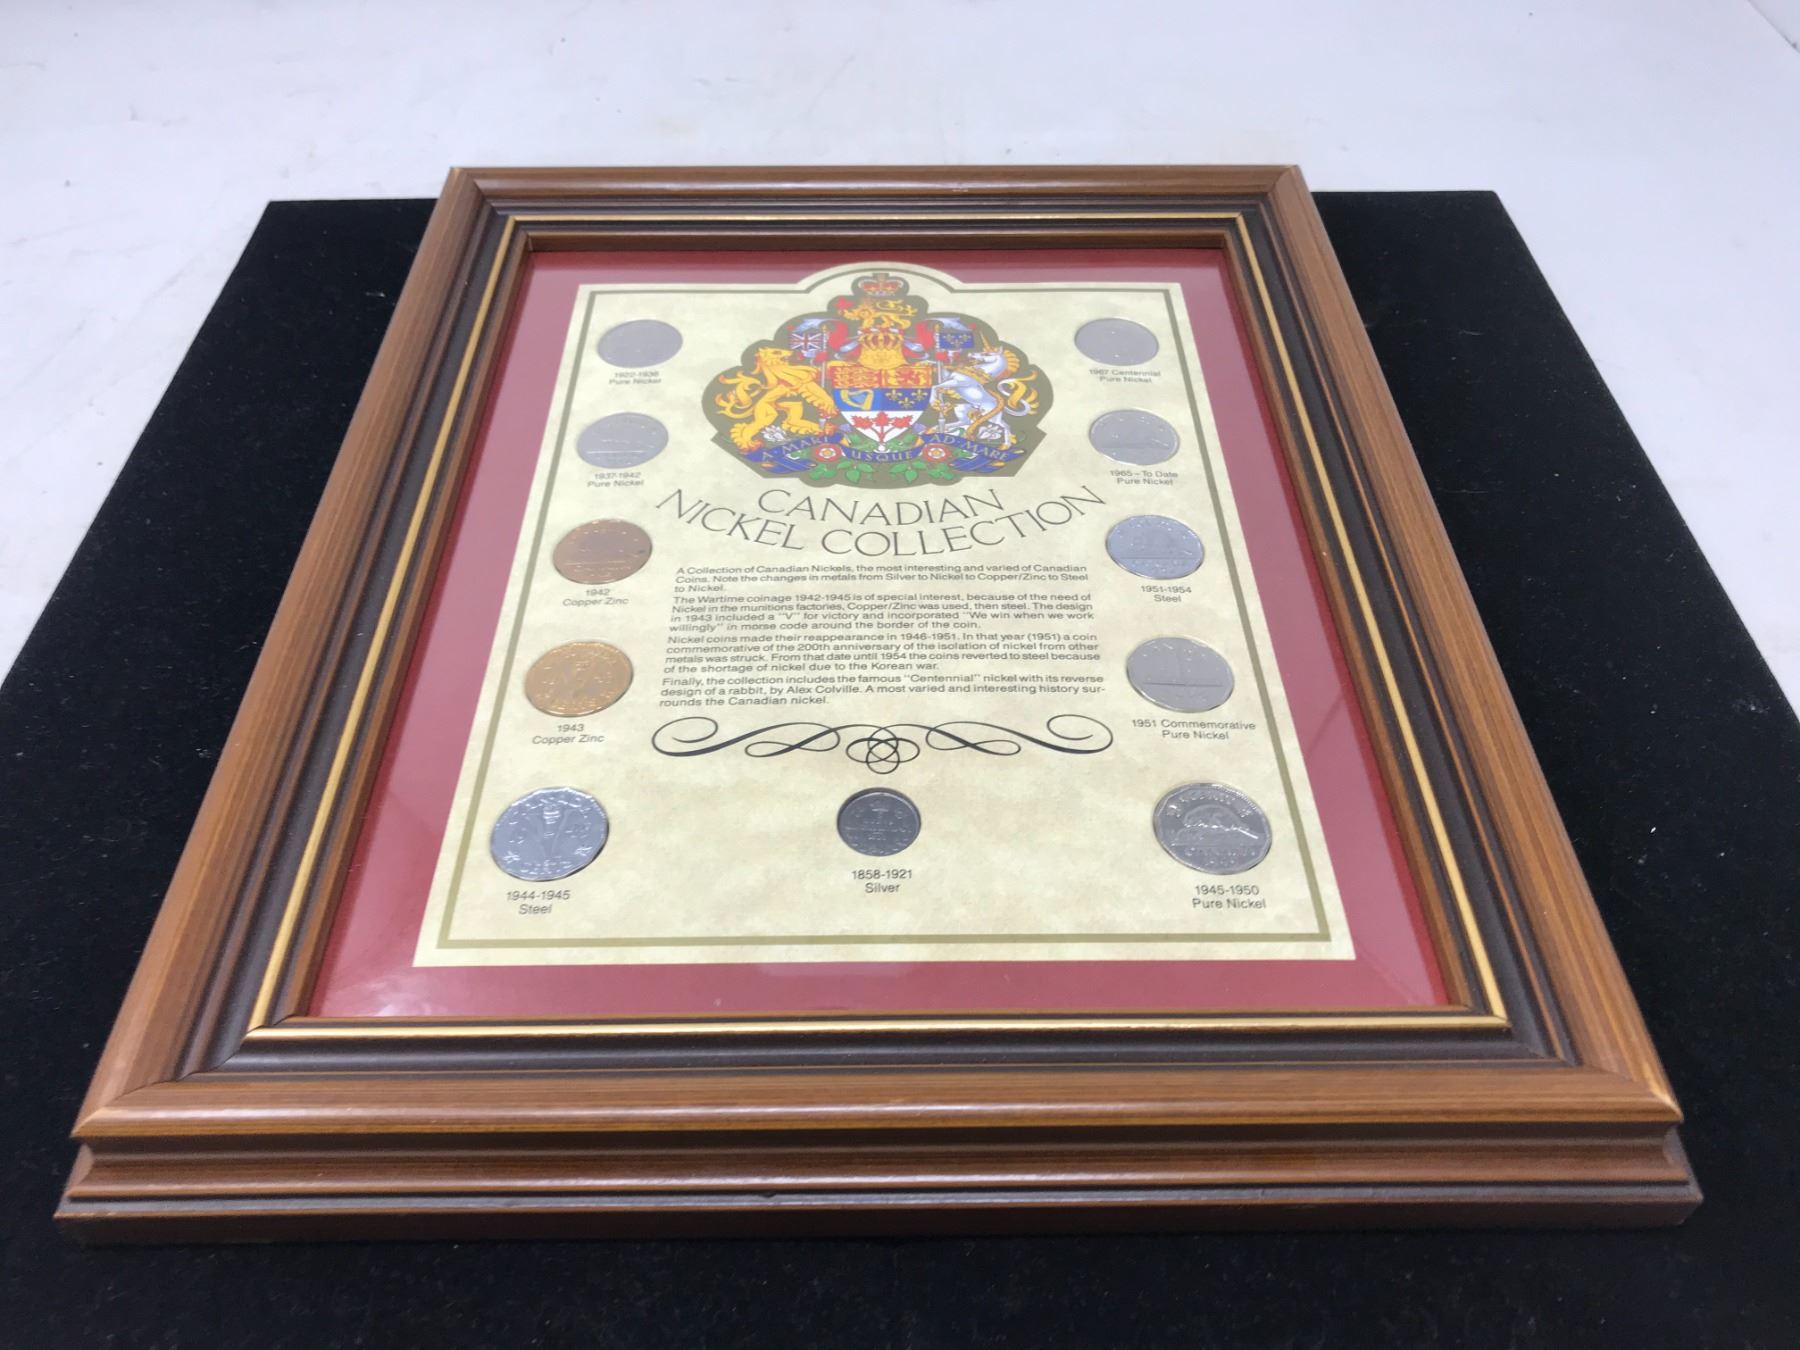 A MARI USQUE AD MARE
1922-1936
Pure Nickel
1967 Centennial
Pure Nickel
1937-1942
Pure Nickel
1965 – To Date
Pure Nickel
CANADIAN
NICKEL COLLECTION
1942
Copper Zinc
1951-1954
Steel
A Collection of Canadian Nickels, the most interesting and varied of Canadian
Coins. Note the changes in metals from Silver to Nickel to Copper/Zinc to Steel
to Nickel.
The Wartime coinage 1942-1945 is of special interest, because of the need of
Nickel in the munitions factories, Copper/Zinc was used, then steel. The design
in 1943 included a "V" for victory and incorporated "We win when we work
willingly" in morse code around the border of the coin.
Nickel coins made their reappearance in 1946-1951. In that year (1951) a coin
commemorative of the 200th anniversary of the isolation of nickel from other
metals was struck. From that date until 1954 the coins reverted to steel because
of the shortage of nickel due to the Korean war.
Finally, the collection includes the famous "Centennial" nickel with its reverse
design of a rabbit, by Alex Colville. A most varied and interesting history sur-
rounds the Canadian nickel.
1943
Copper Zinc
1951 Commemorative
Pure Nickel
1944-1945
Steel
1858-1921
Silver
1945-1950
Pure Nickel